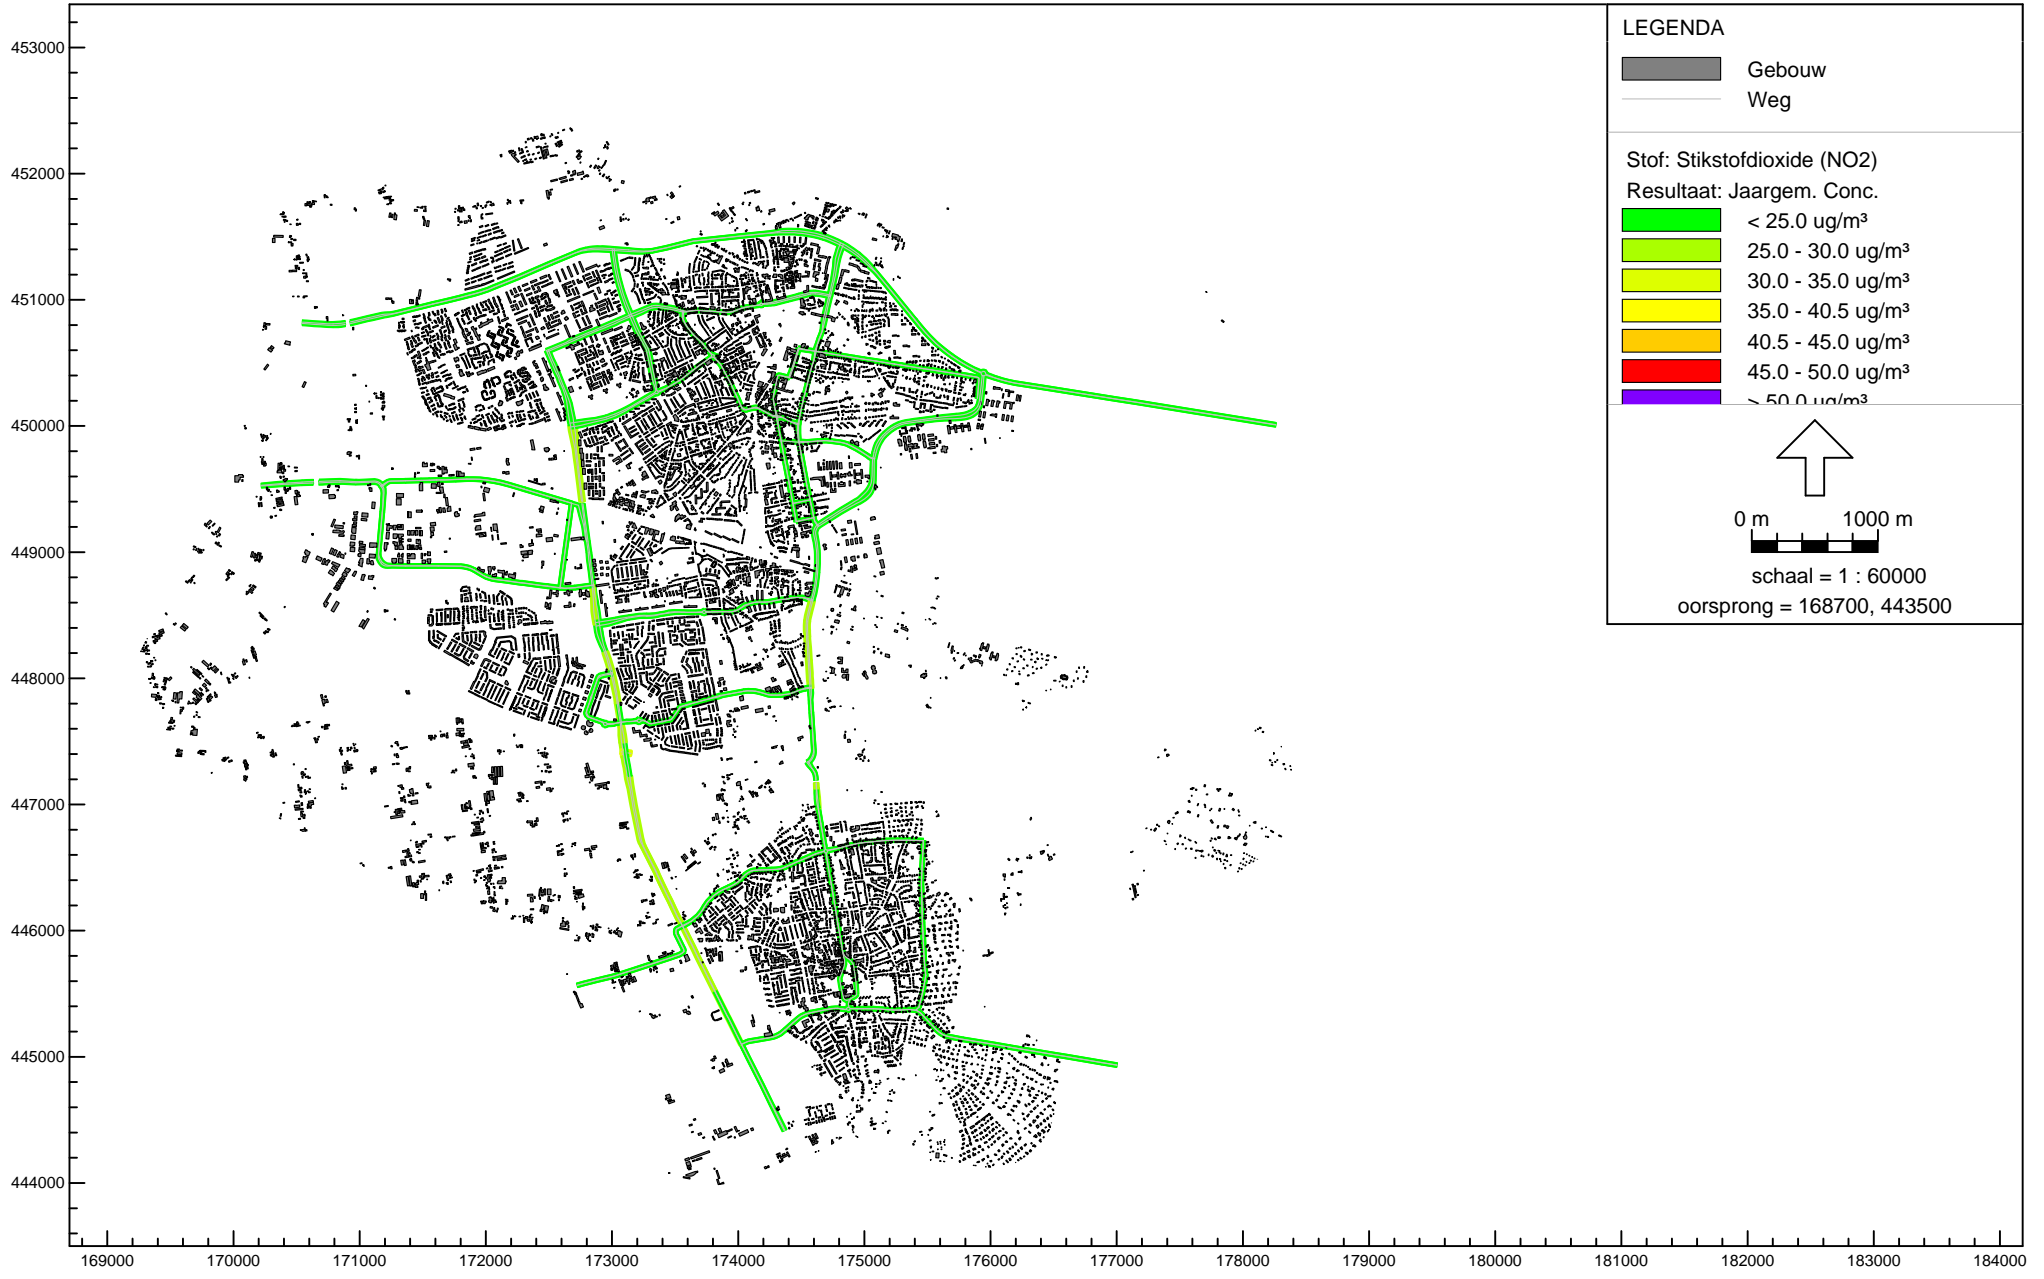 453000
452000
451000
450000
449000
448000
447000
446000
445000
444000
169000 170000 171000 172000 173000 174000 175000 176000 177000 178000 179000 180000 181000 182000 183000 184000
LEGENDA
Gebouw
Weg
Stof: Stikstofdioxide (NO2)
Resultaat: Jaargem. Conc.
< 25.0 ug/m³
25.0 - 30.0 ug/m³
30.0 - 35.0 ug/m³
35.0 - 40.5 ug/m³
40.5 - 45.0 ug/m³
45.0 - 50.0 ug/m³
> 50.0 ug/m³
0 m 1000 m
schaal = 1 : 60000
oorsprong = 168700, 443500